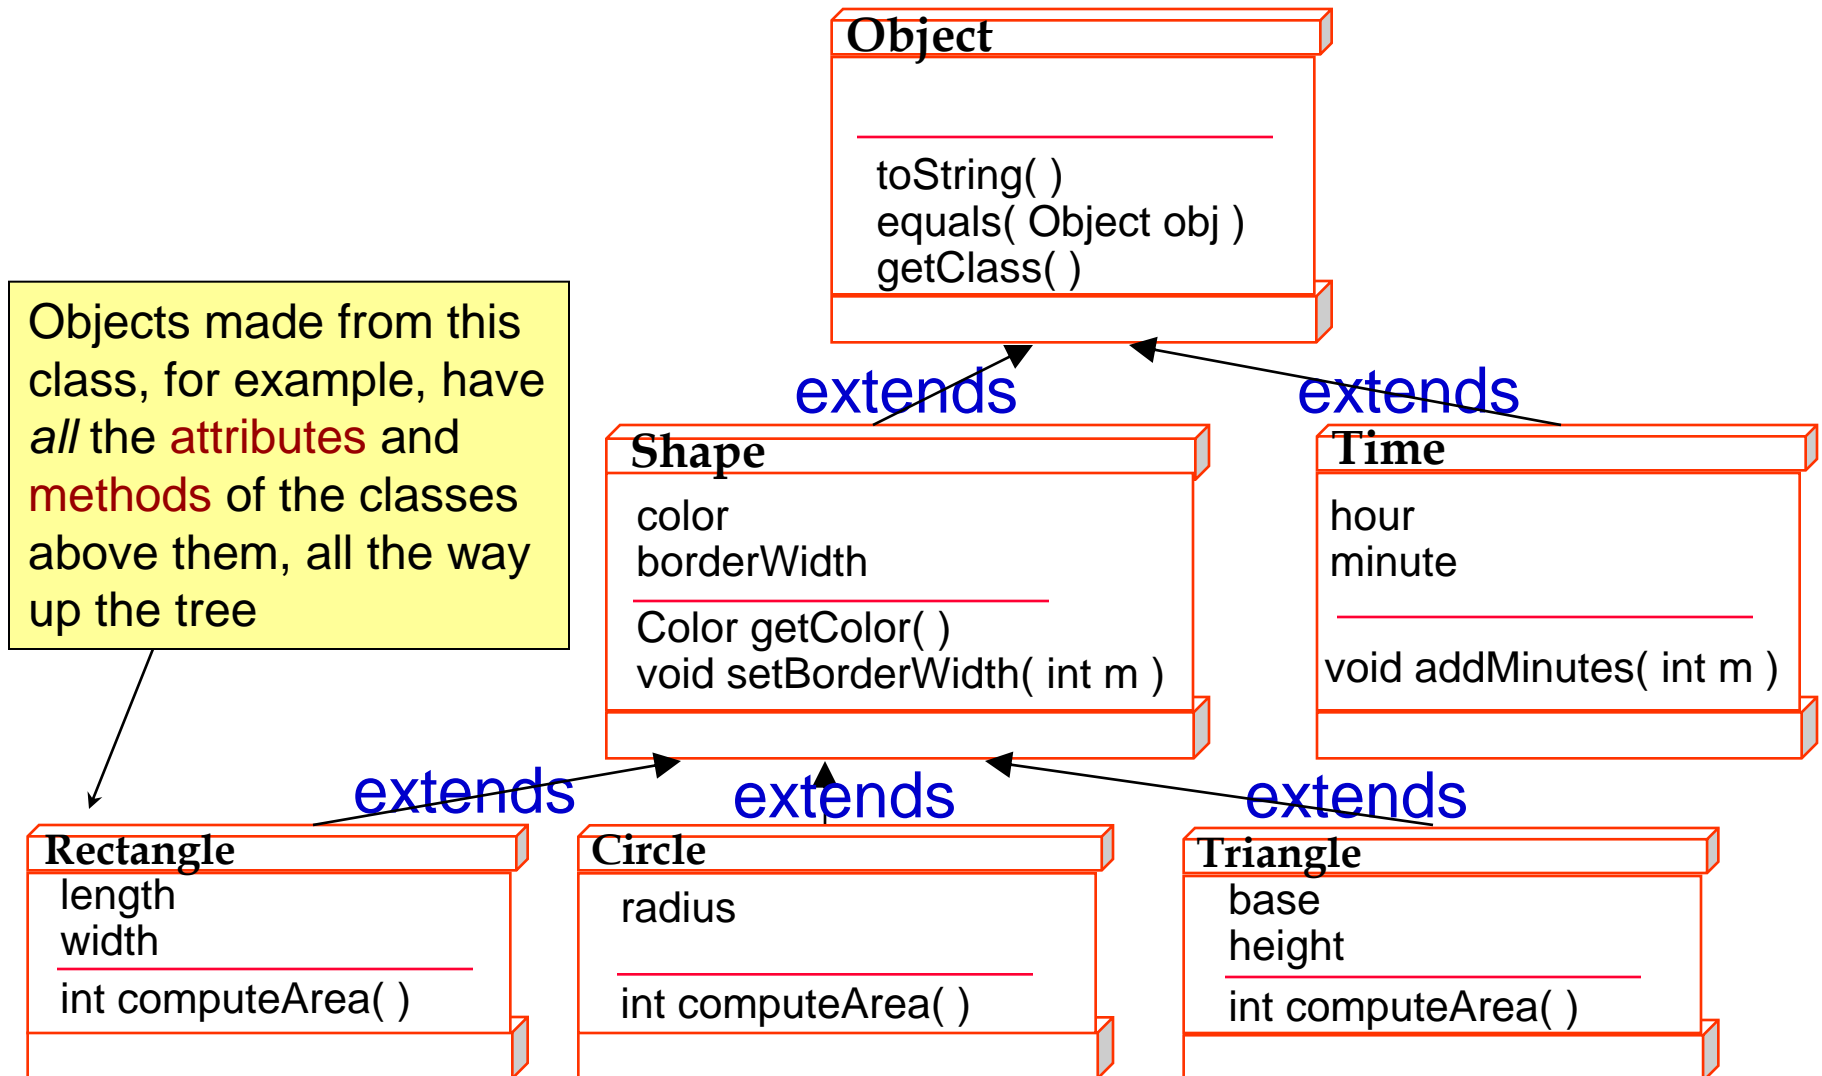 Object
toString( )
equals( Object obj )
getClass( )
Objects made from this
class, for example, have
all the attributes and
methods of the classes
above them, all the way
up the tree
extends
extends
Shape
color
borderWidth
Color getColor( )
void setBorderWidth( int m )
Time
hour
minute
void addMinutes( int m )
extends
extends
extends
Rectangle
length
width
int computeArea( )
Circle
radius
int computeArea( )
Triangle
base
height
int computeArea( )